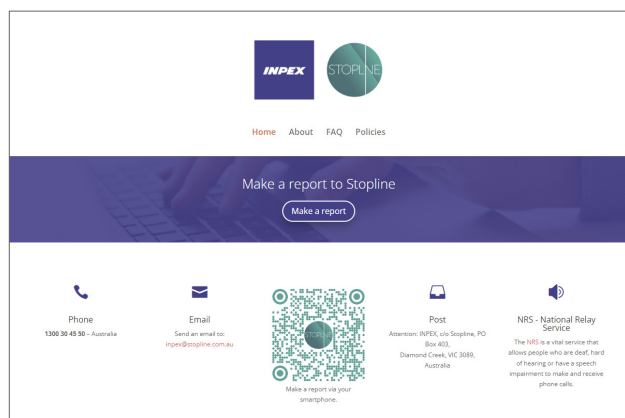 INPEX
STOPLINE
Home About FAQ Policies
Make a report to Stopline
Make a report
Phone
1300 30 45 50 – Australia
Email
Send an email to:
inpex@stopline.com.au
STOPLINE
Make a report via your
smartphone.
Post
Attention: INPEX, c/o Stopline, PO
Box 403,
Diamond Creek, VIC 3089,
Australia
NRS - National Relay
Service
The NRS is a vital service that
allows people who are deaf, hard
of hearing or have a speech
impairment to make and receive
phone calls.